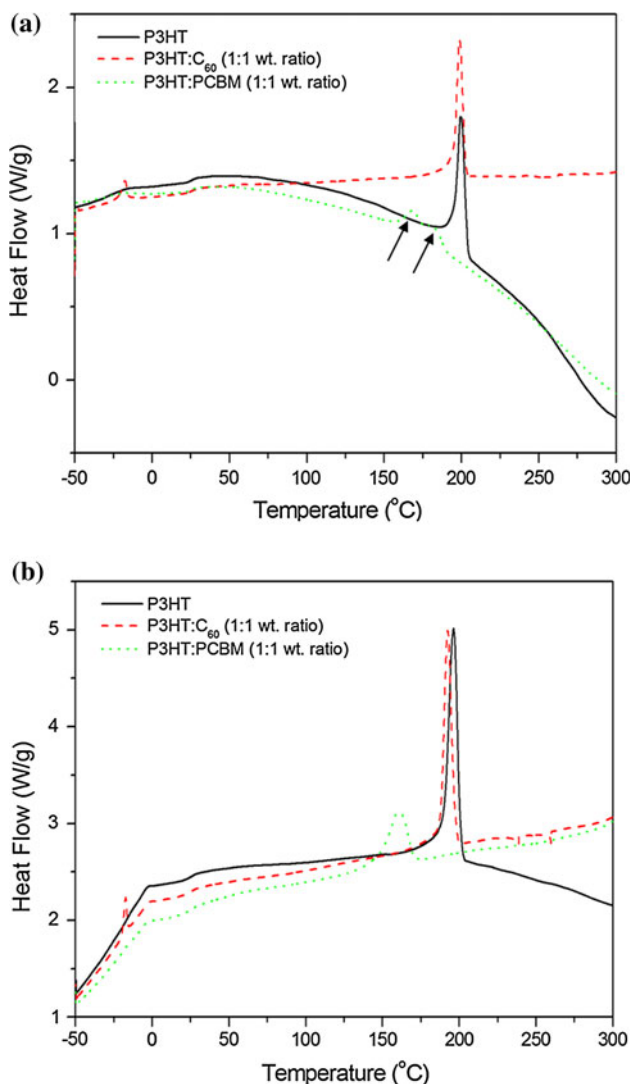 (a)
P3HT
P3HT:C60 (1:1 wt. ratio)
P3HT:PCBM (1:1 wt. ratio)
2
1
0
Heat Flow (W/g)
-50 0 50 100 150 200 250 300
Temperature (°C)
(b)
P3HT
P3HT:C60 (1:1 wt. ratio)
P3HT:PCBM (1:1 wt. ratio)
5
4
3
2
1
Heat Flow (W/g)
-50 0 50 100 150 200 250 300
Temperature (°C)